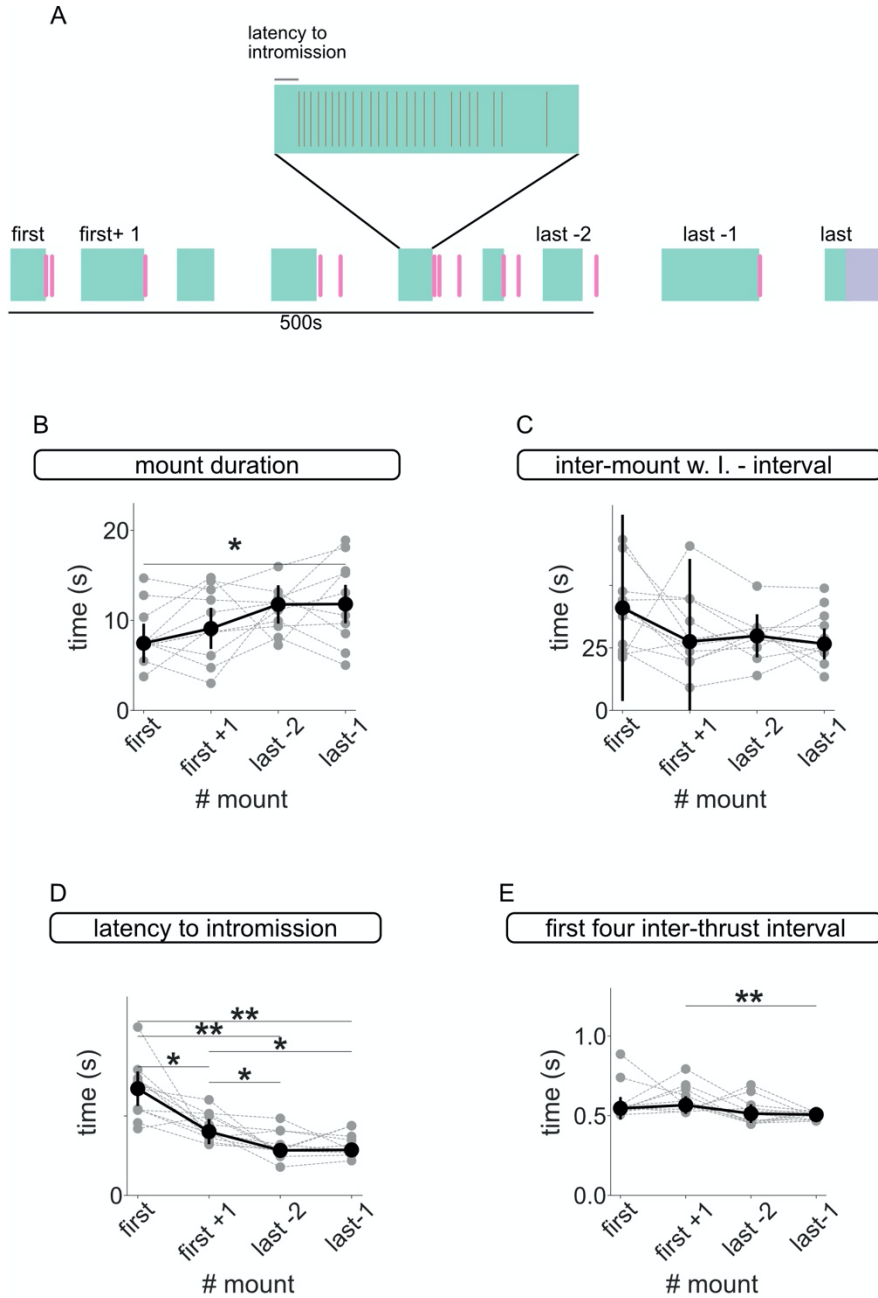 A
latency to
intromission
first
first+ 1
last -2
last -1
last
500s
B
mount duration
time (s)
20
10
0
*
first
first +1
last -2
last-1
# mount
C
inter-mount w. I. - interval
time (s)
25
0
first
first +1
last -2
last-1
# mount
D
latency to intromission
time (s)
0
**
**
*
*
*
first
first +1
last -2
last-1
# mount
E
first four inter-thrust interval
time (s)
1.0
0.5
0.0
**
first
first +1
last -2
last-1
# mount